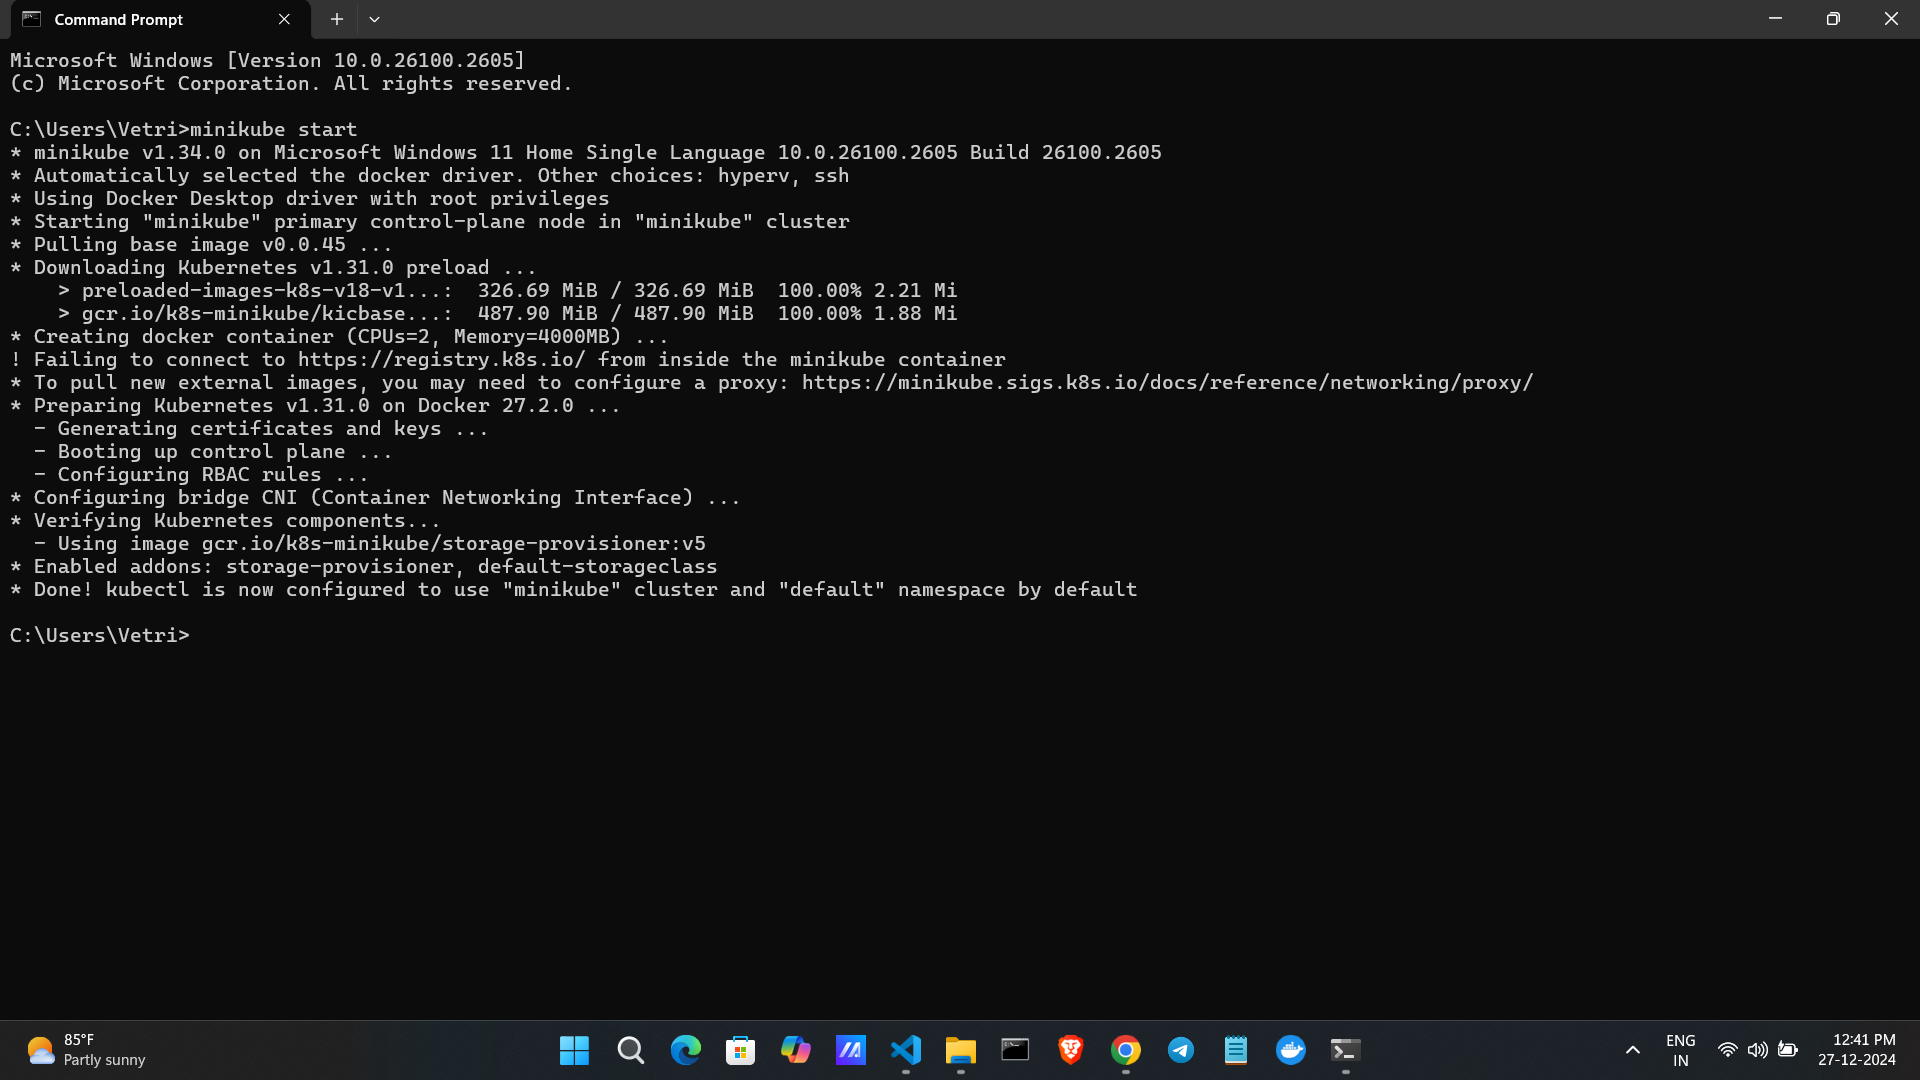 Command Prompt
Microsoft Windows [Version 10.0.26100.2605]
(c) Microsoft Corporation. All rights reserved.
C:\Users\Vetri>minikube start
* minikube v1.34.0 on Microsoft Windows 11 Home Single Language 10.0.26100.2605 Build 26100.2605
* Automatically selected the docker driver. Other choices: hyperv, ssh
* Using Docker Desktop driver with root privileges
* Starting "minikube" primary control-plane node in "minikube" cluster
* Pulling base image v0.0.45 ...
* Downloading Kubernetes v1.31.0 preload ...
    > preloaded-images-k8s-v18-v1...:  326.69 MiB / 326.69 MiB  100.00% 2.21 Mi
    > gcr.io/k8s-minikube/kicbase...:  487.90 MiB / 487.90 MiB  100.00% 1.88 Mi
* Creating docker container (CPUs=2, Memory=4000MB) ...
! Failing to connect to https://registry.k8s.io/ from inside the minikube container
* To pull new external images, you may need to configure a proxy: https://minikube.sigs.k8s.io/docs/reference/networking/proxy/
* Preparing Kubernetes v1.31.0 on Docker 27.2.0 ...
  - Generating certificates and keys ...
  - Booting up control plane ...
  - Configuring RBAC rules ...
* Configuring bridge CNI (Container Networking Interface) ...
* Verifying Kubernetes components...
  - Using image gcr.io/k8s-minikube/storage-provisioner:v5
* Enabled addons: storage-provisioner, default-storageclass
* Done! kubectl is now configured to use "minikube" cluster and "default" namespace by default
C:\Users\Vetri>
85°F
Partly sunny
ENG
IN
12:41 PM
27-12-2024